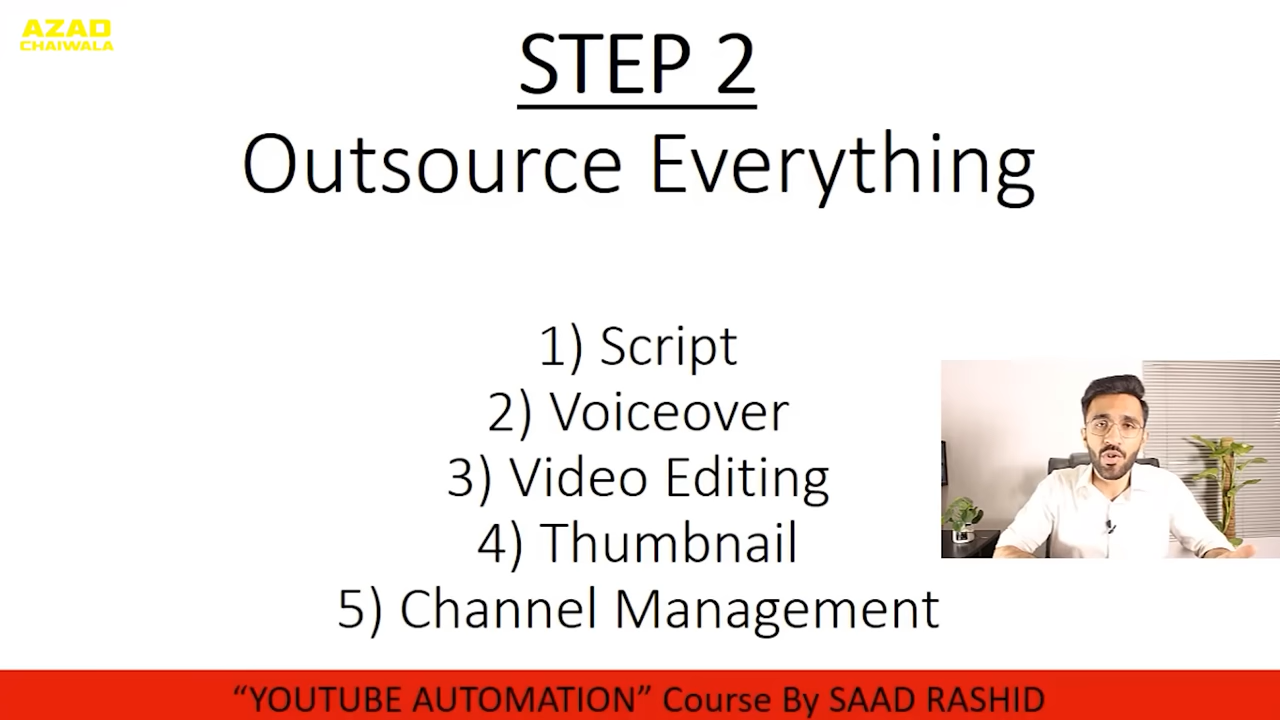 AZAD
CHAIWALA
STEP 2
Outsource Everything
1) Script
2) Voiceover
3) Video Editing
4) Thumbnail
5) Channel Management
“YOUTUBE AUTOMATION” Course By SAAD RASHID